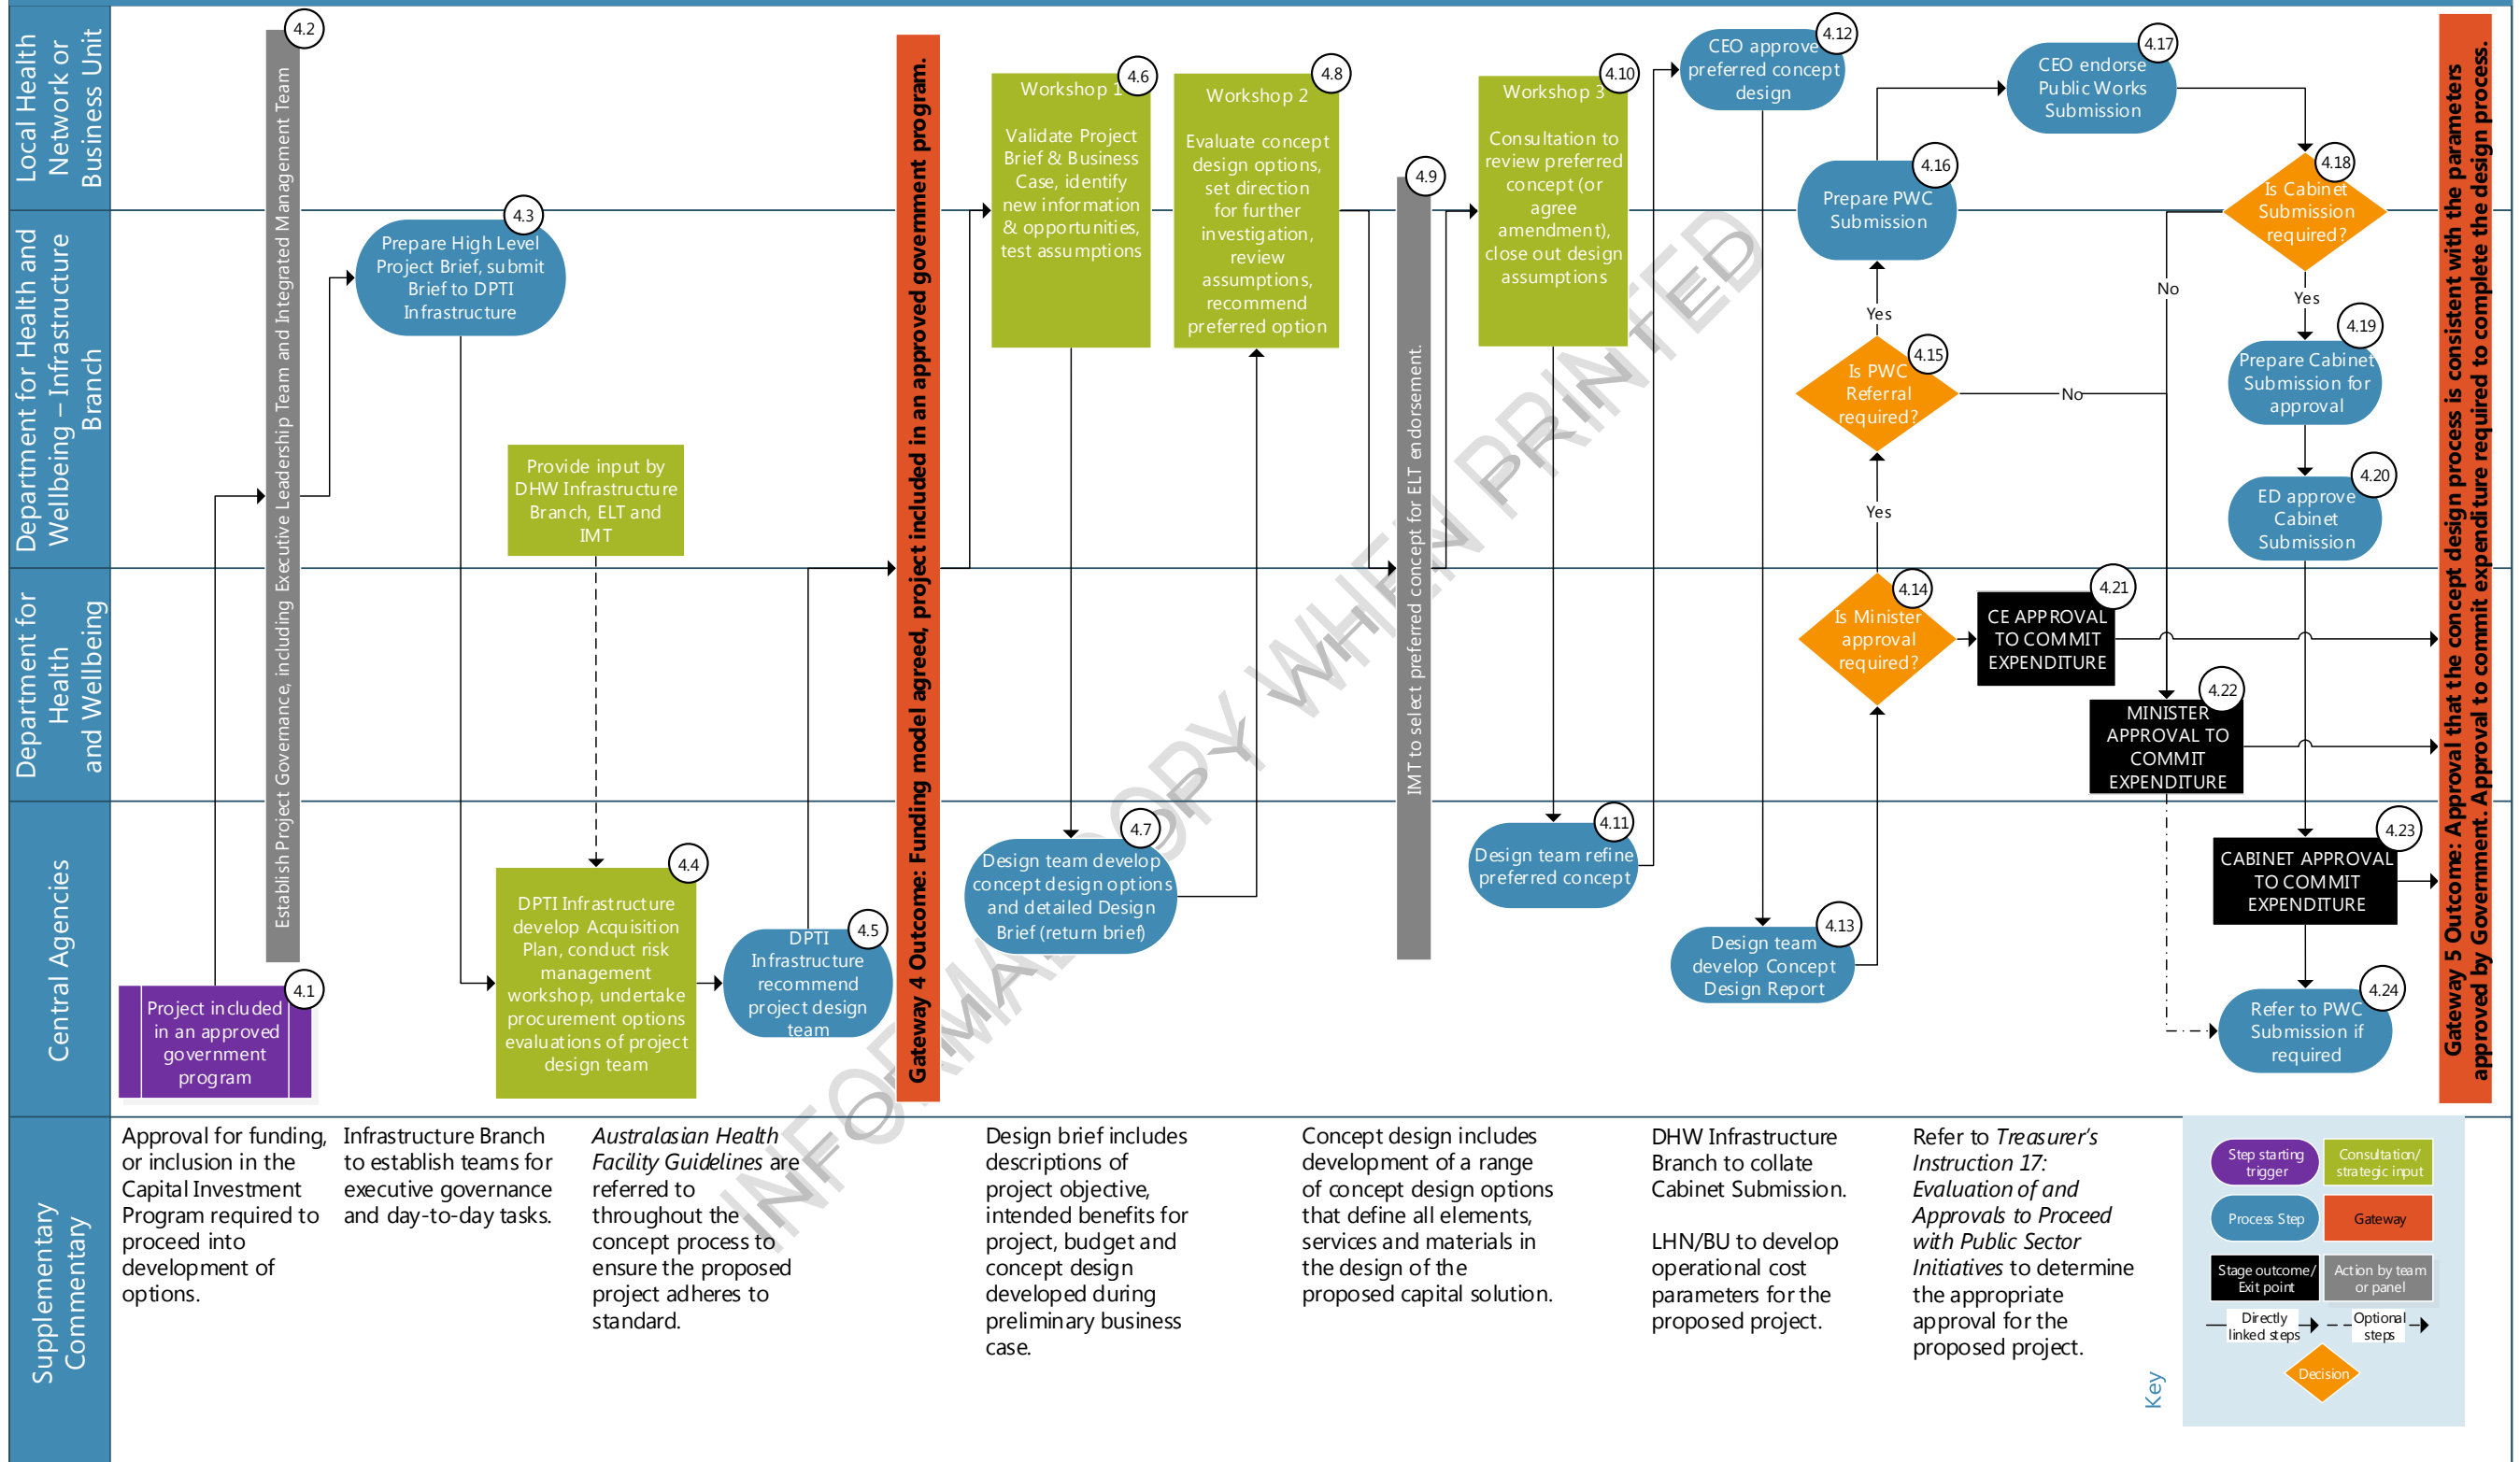 Local Health
Network or
Business Unit
4.2
Establish Project Governance, including Executive Leadership Team and Integrated Management Team
4.12
CEO approve
preferred concept
design
4.17
CEO endorse
Public Works
Submission
4.6
Workshop 1
Validate Project
Brief & Business
Case, identify
new information
& opportunities,
test assumptions
4.8
Workshop 2
Evaluate concept
design options,
set direction
for further
investigation,
review
assumptions,
recommend
preferred option
4.10
Workshop 3
Consultation to
review preferred
concept (or
agree
amendment),
close out design
assumptions
4.16
Prepare PWC
Submission
4.18
Is Cabinet
Submission
required?
No
Yes
Department for Health and
Wellbeing – Infrastructure
Branch
4.3
Prepare High Level
Project Brief, submit
Brief to DPTI
Infrastructure
Provide input by
DHW Infrastructure
Branch, ELT and
IMT
4.9
IMT to select preferred concept for ELT endorsement.
Yes
4.15
Is PWC
Referral
required?
No
Yes
4.19
Prepare Cabinet
Submission for
approval
4.20
ED approve
Cabinet
Submission
Department for
Health
and Wellbeing
4.14
Is Minister
approval
required?
4.21
CE APPROVAL
TO COMMIT
EXPENDITURE
4.22
MINISTER
APPROVAL TO
COMMIT
EXPENDITURE
Central Agencies
4.1
Project included
in an approved
government
program
4.4
DPTI Infrastructure
develop Acquisition
Plan, conduct risk
management
workshop, undertake
procurement options
evaluations of project
design team
4.5
DPTI
Infrastructure
recommend
project design
team
Gateway 4 Outcome: Funding model agreed, project included in an approved government program.
4.7
Design team develop
concept design options
and detailed Design
Brief (return brief)
4.11
Design team refine
preferred concept
4.13
Design team
develop Concept
Design Report
4.23
CABINET APPROVAL
TO COMMIT
EXPENDITURE
4.24
Refer to PWC
Submission if
required
Gateway 5 Outcome: Approval that the concept design process is consistent with the parameters
approved by Government. Approval to commit expenditure required to complete the design process.
INFORMAL COPY WHEN PRINTED
Supplementary
Commentary
Approval for funding,
or inclusion in the
Capital Investment
Program required to
proceed into
development of
options.
Infrastructure Branch
to establish teams for
executive governance
and day-to-day tasks.
Australasian Health
Facility Guidelines are
referred to
throughout the
concept process to
ensure the proposed
project adheres to
standard.
Design brief includes
descriptions of
project objective,
intended benefits for
project, budget and
concept design
developed during
preliminary business
case.
Concept design includes
development of a range
of concept design options
that define all elements,
services and materials in
the design of the
proposed capital solution.
DHW Infrastructure
Branch to collate
Cabinet Submission.
LHN/BU to develop
operational cost
parameters for the
proposed project.
Refer to Treasurer's
Instruction 17:
Evaluation of and
Approvals to Proceed
with Public Sector
Initiatives to determine
the appropriate
approval for the
proposed project.
Key
Step starting
trigger
Consultation/
strategic input
Process Step
Gateway
Stage outcome/
Exit point
Action by team
or panel
Directly
linked steps
Optional
steps
Decision